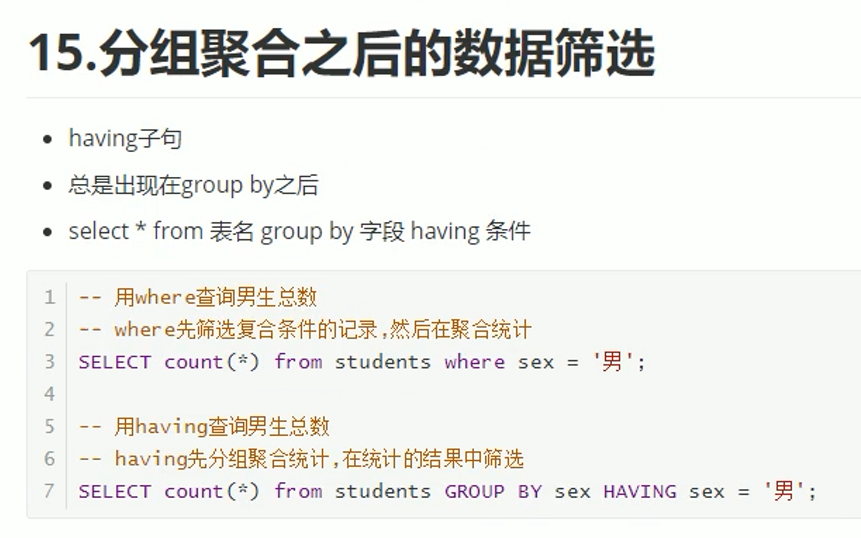 15.分组聚合之后的数据筛选
having子句
总是出现在group by之后
select * from 表名 group by 字段 having 条件
1 -- 用where查询男生总数
2 -- where先筛选复合条件的记录,然后在聚合统计
3 SELECT count(*) from students where sex = '男';
4
5 -- 用having查询男生总数
6 -- having先分组聚合统计,在统计的结果中筛选
7 SELECT count(*) from students GROUP BY sex HAVING sex = '男';